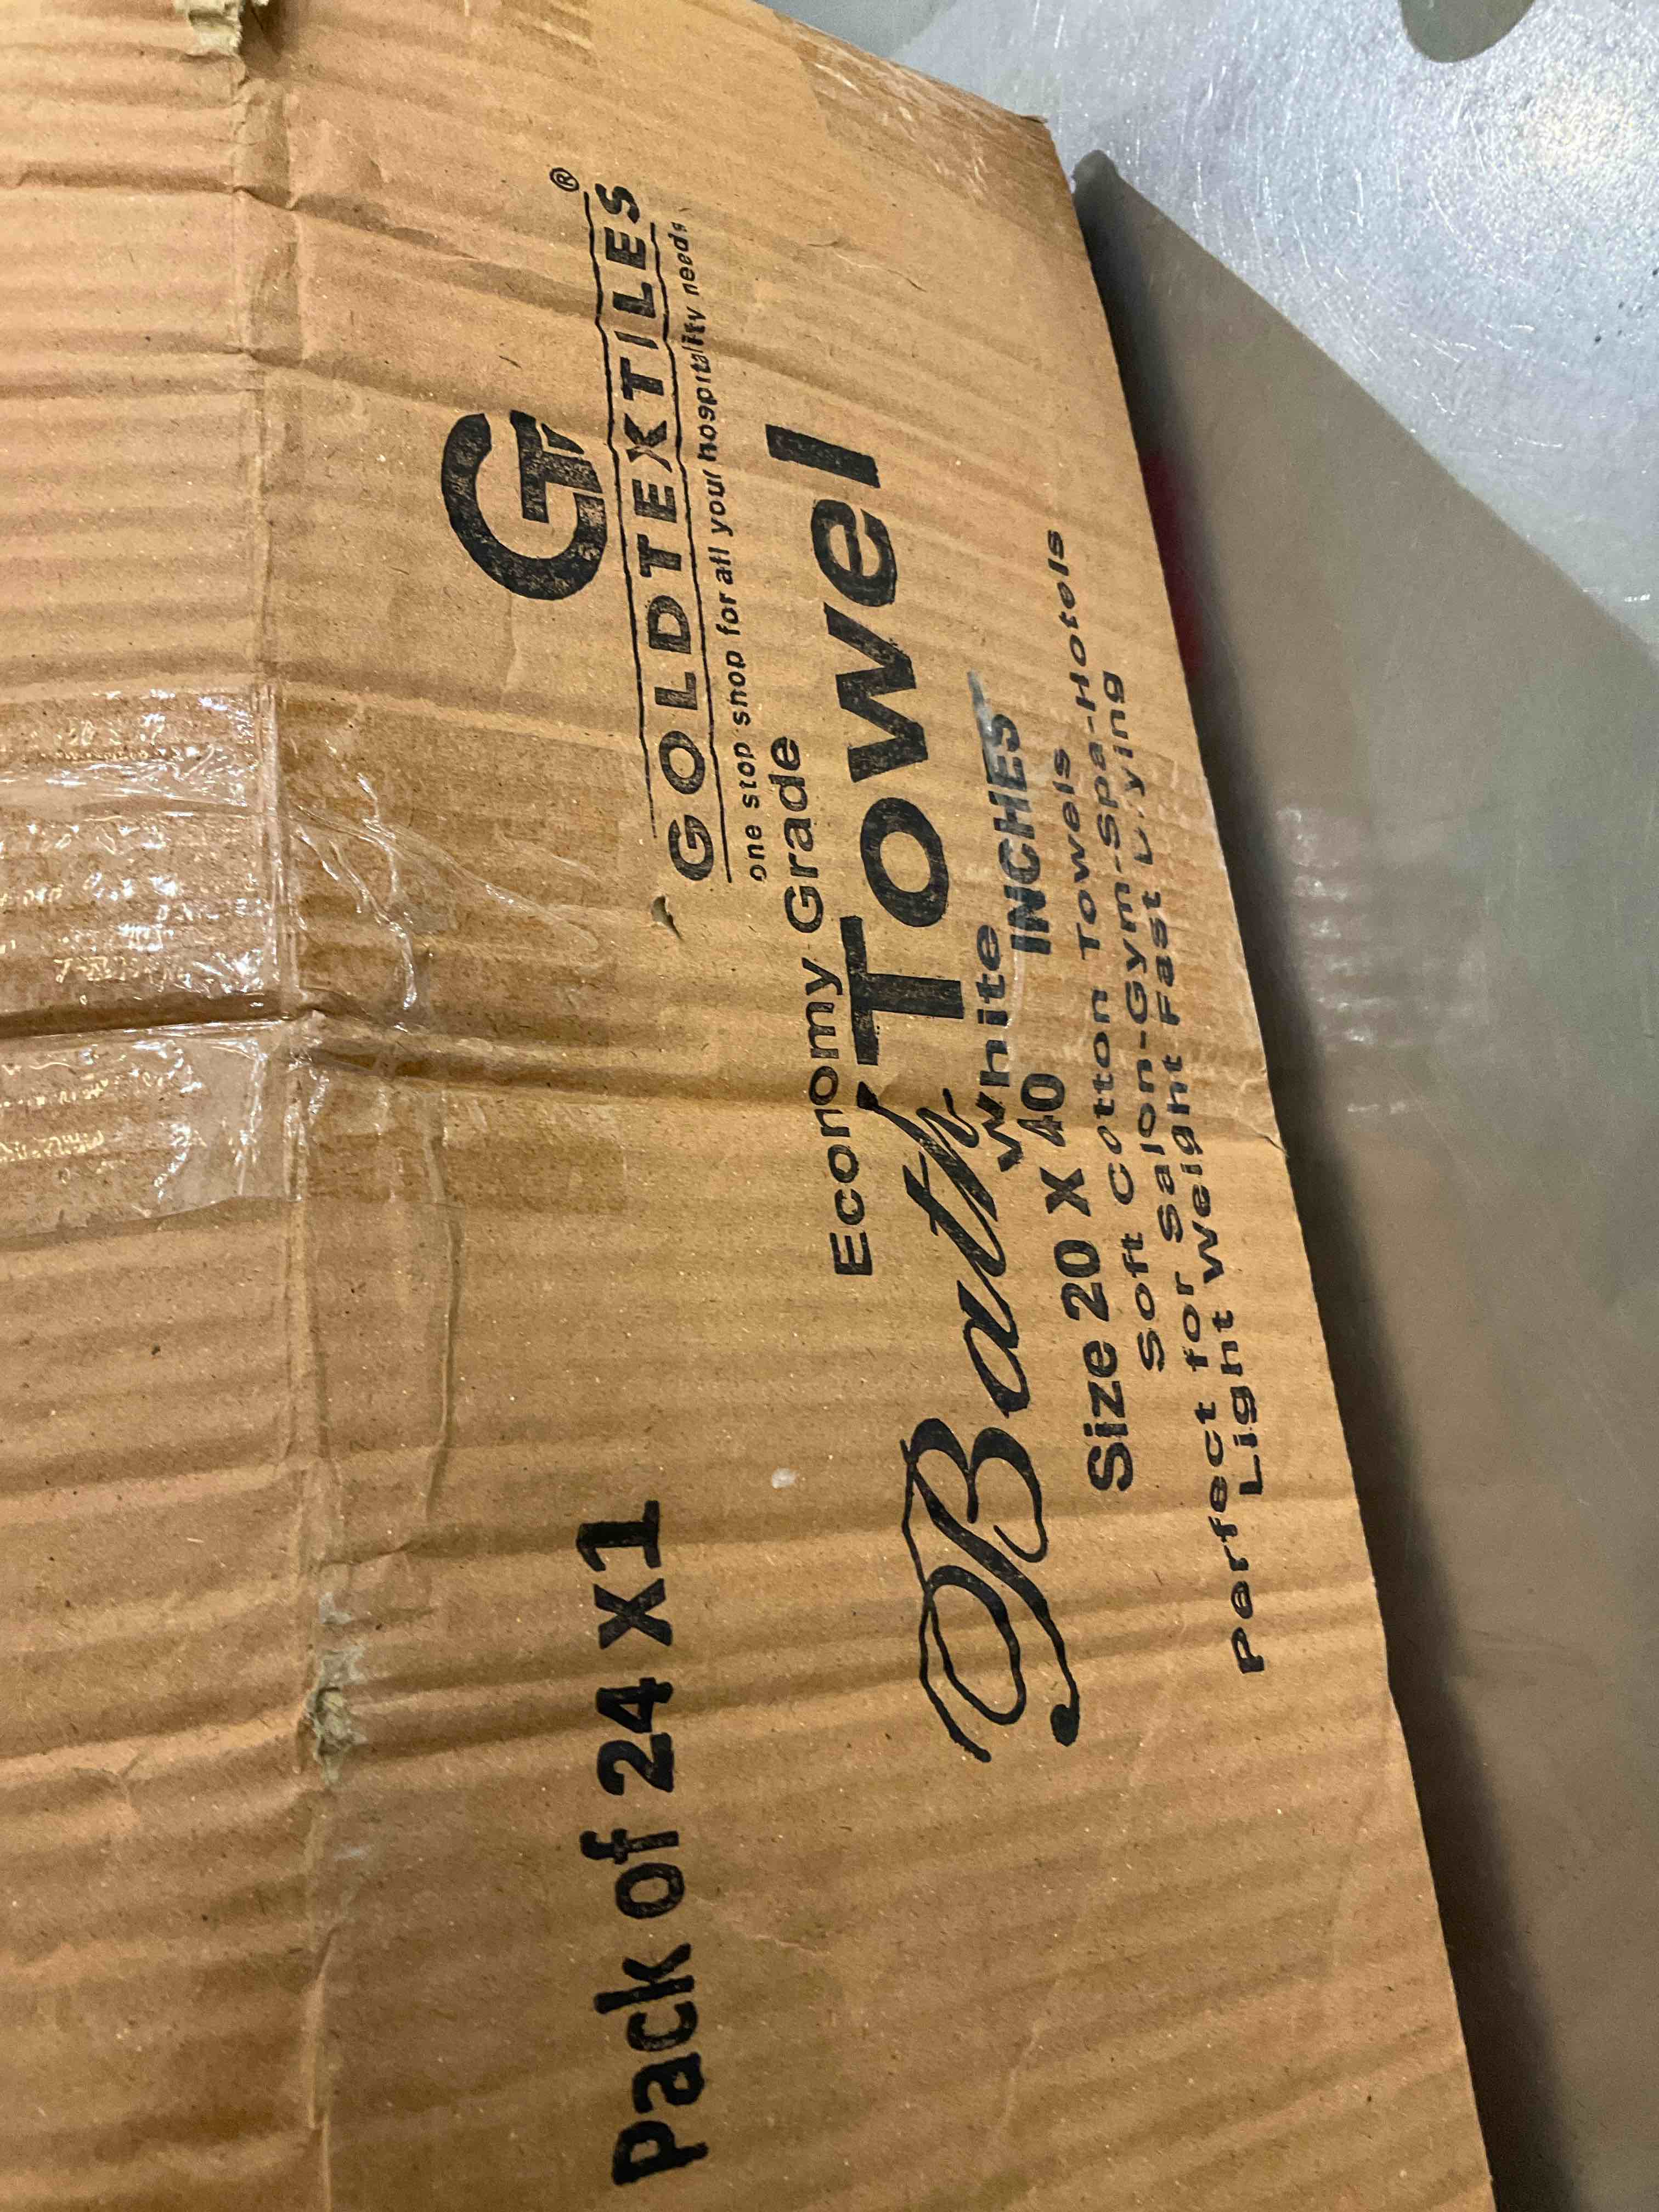 GT
GOLDTEXTILES®
one stop shop for all your hospitality needs
Economy Grade
Bath Towel
White
Size 20 X 40 INCHES
Soft Cotton Towels
Perfect for Salon-Gym-Spa-Hotels
Light Weight Fast Drying
Pack of 24 X1